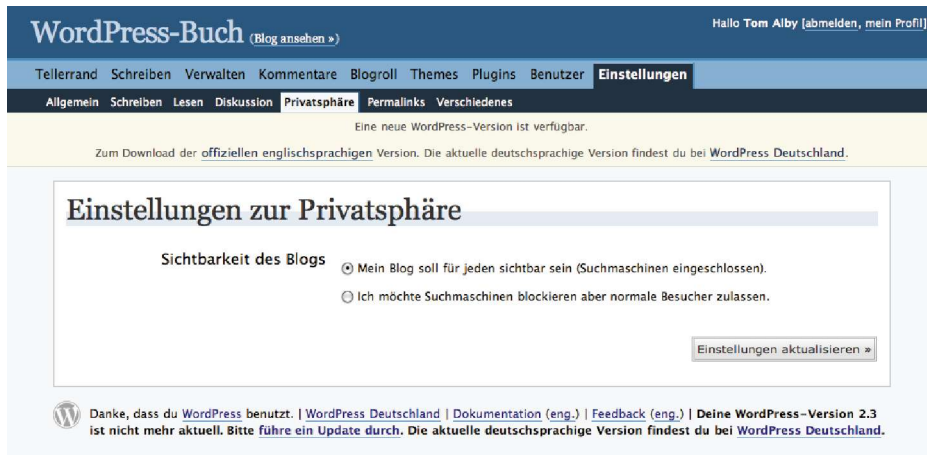 WordPress-Buch (Blog ansehen »)
Hallo Tom Alby [abmelden, mein Profil]
Tellerrand Schreiben Verwalten Kommentare Blogroll Themes Plugins Benutzer Einstellungen
Allgemein Schreiben Lesen Diskussion Privatsphäre Permalinks Verschiedenes
Eine neue WordPress-Version ist verfügbar.
Zum Download der offiziellen englischsprachigen Version. Die aktuelle deutschsprachige Version findest du bei WordPress Deutschland.
Einstellungen zur Privatsphäre
Sichtbarkeit des Blogs
Mein Blog soll für jeden sichtbar sein (Suchmaschinen eingeschlossen).
Ich möchte Suchmaschinen blockieren aber normale Besucher zulassen.
Einstellungen aktualisieren »
Danke, dass du WordPress benutzt. | WordPress Deutschland | Dokumentation (eng.) | Feedback (eng.) | Deine WordPress-Version 2.3
ist nicht mehr aktuell. Bitte führe ein Update durch. Die aktuelle deutschsprachige Version findest du bei WordPress Deutschland.